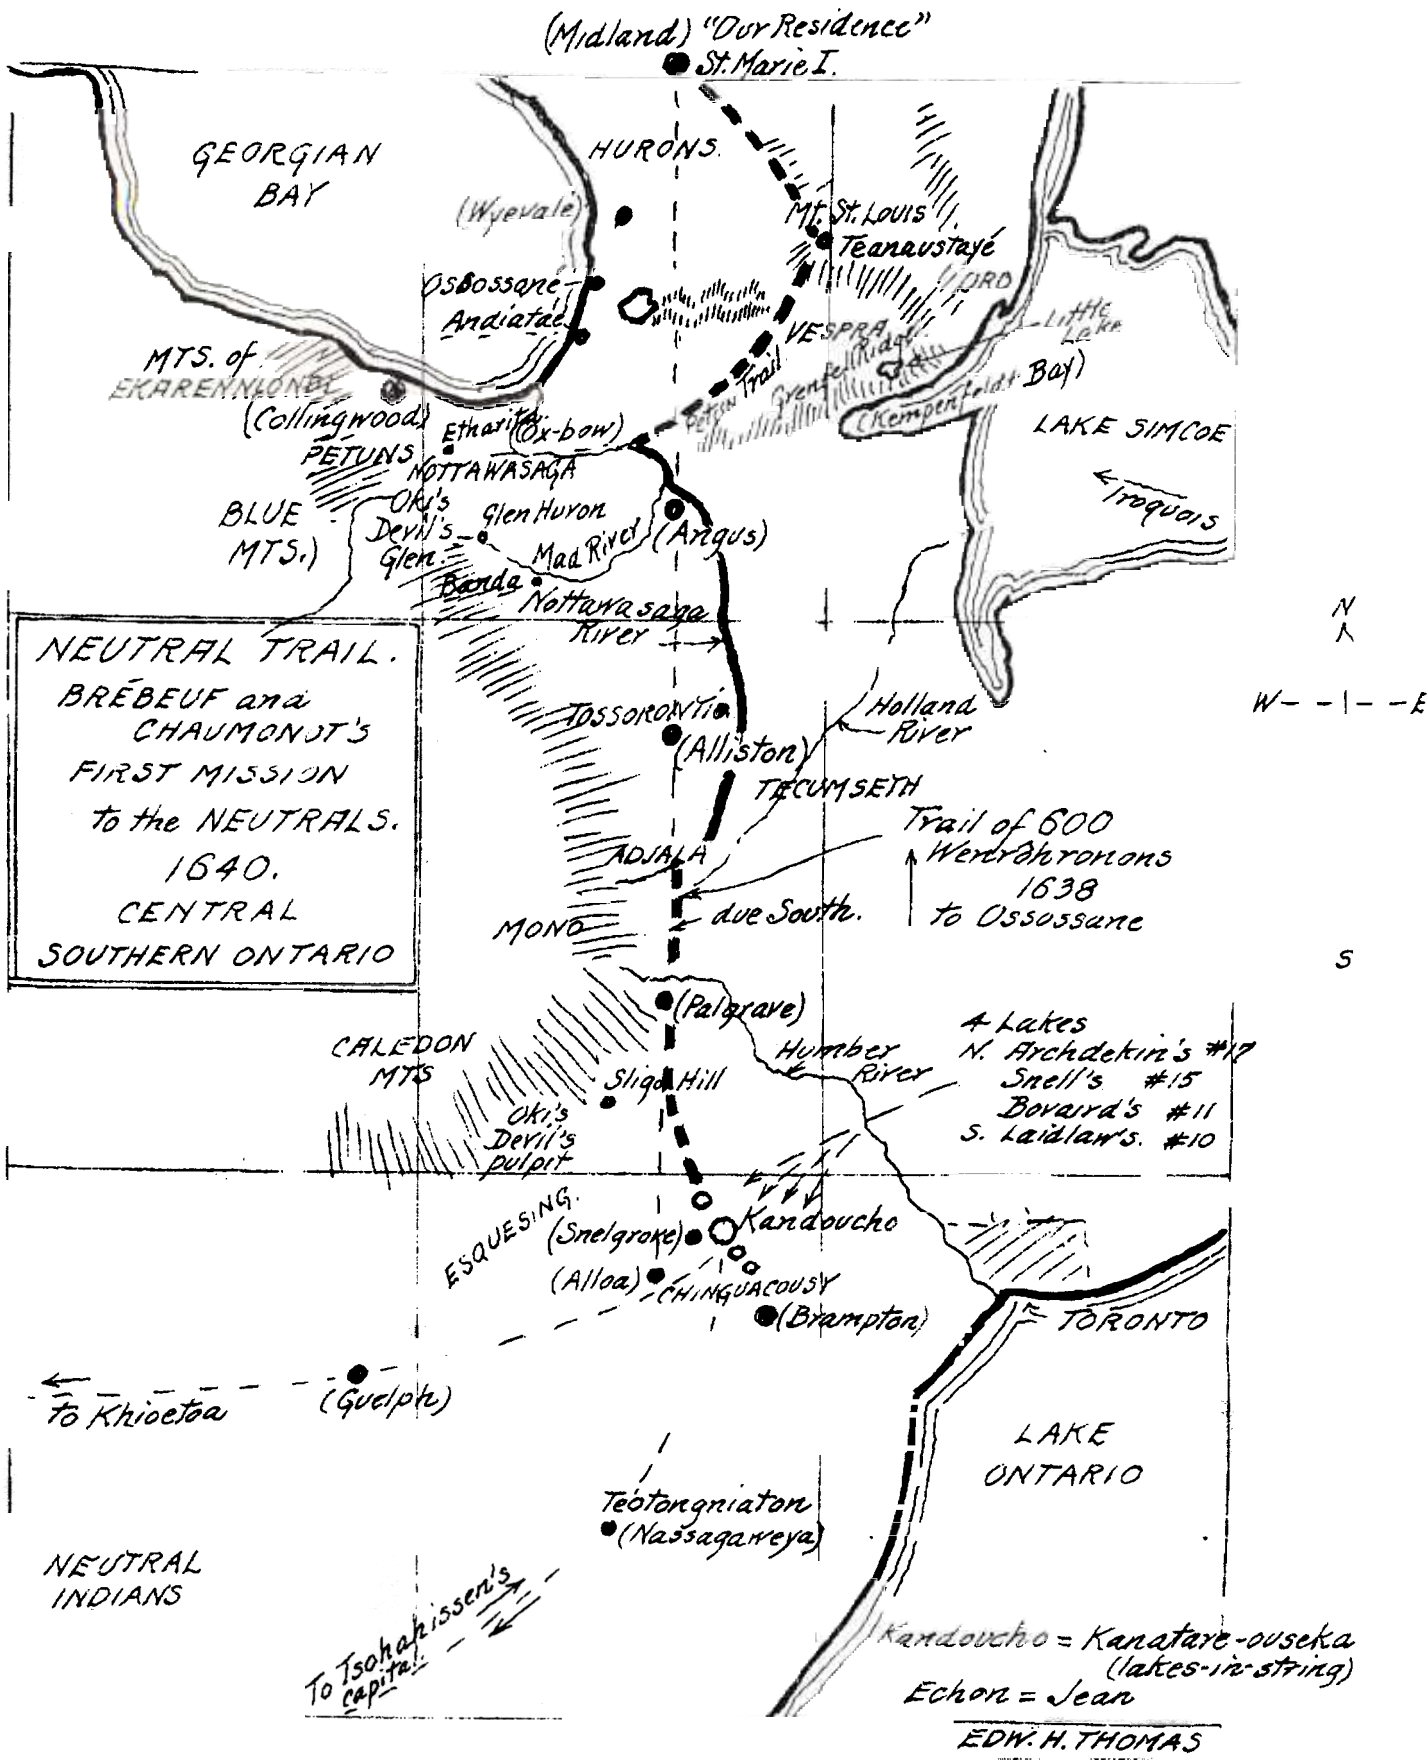 (Midland) "Our Residence"
St. Marie I.
GEORGIAN
BAY
HURONS.
(Wyevale)
Mt. St. Louis
Teanaustayé
Ossossane
Andiataé
ORO
VESPRA
Little
Lake
MTS. of
EKARENNIONDI
(Collingwood)
Trail
Petun
Grenfel Ridge
(Kempenfeldt Bay)
LAKE SIMCOE
Etharita
(Ox-bow)
PETUNS
NOTTAWASAGA
Iroquois
BLUE
MTS.)
Oki's
Devil's
Glen
Glen Huron
Mad River
(Angus)
Banda
Nottawasaga
River
NEUTRAL TRAIL.
BRÉBEUF and
CHAUMONOT'S
FIRST MISSION
to the NEUTRALS.
1640.
CENTRAL
SOUTHERN ONTARIO
N
W E
S
TOSSORONTIO
(Alliston)
Holland
River
TECUMSETH
Trail of 600
Wenrohronons
1638
to Ossossane
ADJALA
due South.
MONO
(Palgrave)
CALEDON
MTS
Humber
River
4 Lakes
N. Archdekin's #17
Snell's #15
Bovaird's #11
S. Laidlaw's. #10
Sligo Hill
Oki's
Devil's
pulpit
ESQUESING.
(Snelgrove)
Kandoucho
(Alloa)
CHINGUACOUSY
(Brampton)
TORONTO
to Khioetoa
(Guelph)
LAKE
ONTARIO
Teotongniaton
(Nassagaweya)
NEUTRAL
INDIANS
To Tsohahissen's
capital.
Kandoucho = Kanatare-ouseka
(lakes-in-string)
Echon = Jean
EDW. H. THOMAS